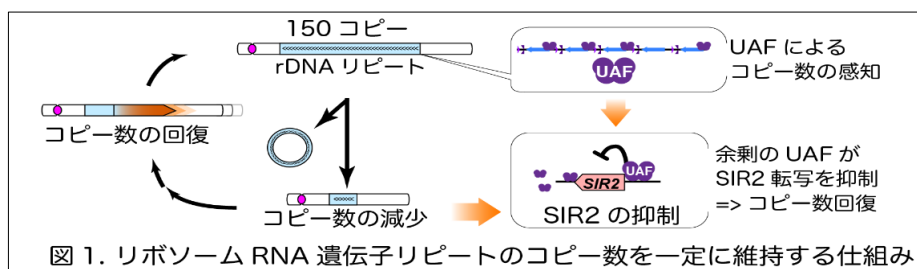 150 コピー
rDNA リピート
UAF
UAF による
コピー数の感知
コピー数の回復
コピー数の減少
UAF
SIR2
SIR2 の抑制
余剰の UAF が
SIR2 転写を抑制
=> コピー数回復
図 1. リボソーム RNA 遺伝子リピートのコピー数を一定に維持する仕組み